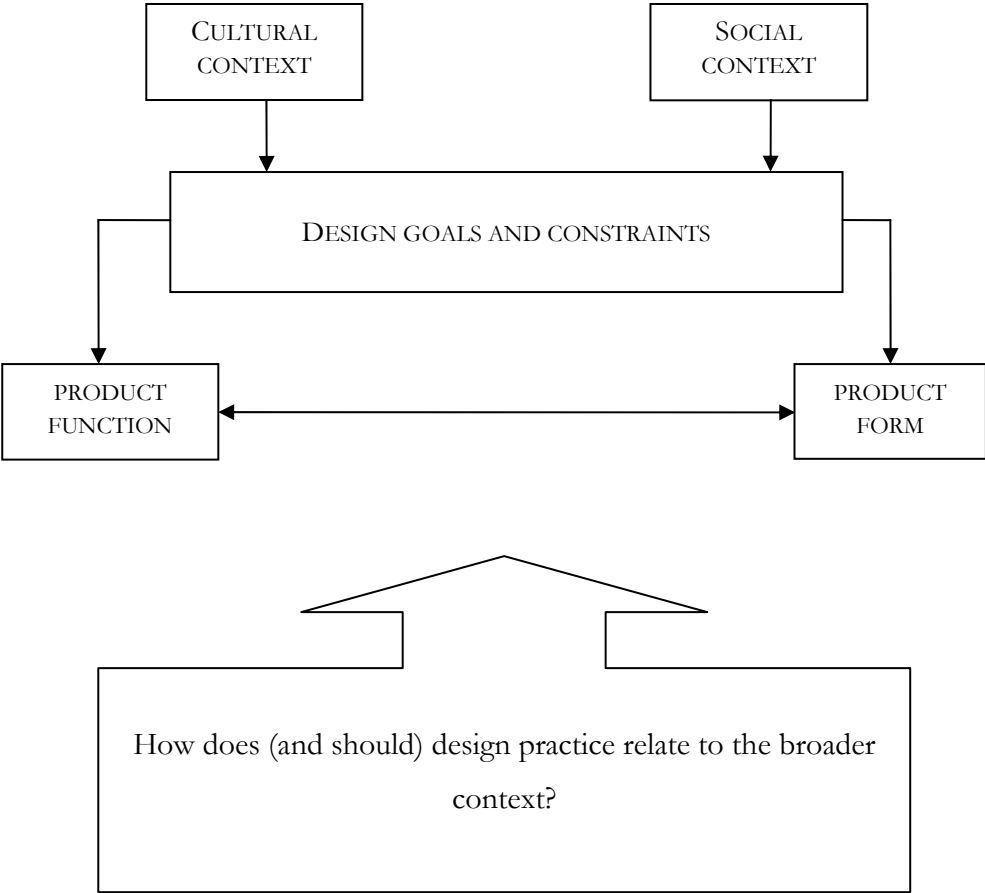 CULTURAL
CONTEXT
SOCIAL
CONTEXT
DESIGN GOALS AND CONSTRAINTS
PRODUCT
FUNCTION
PRODUCT
FORM
How does (and should) design practice relate to the broader
context?